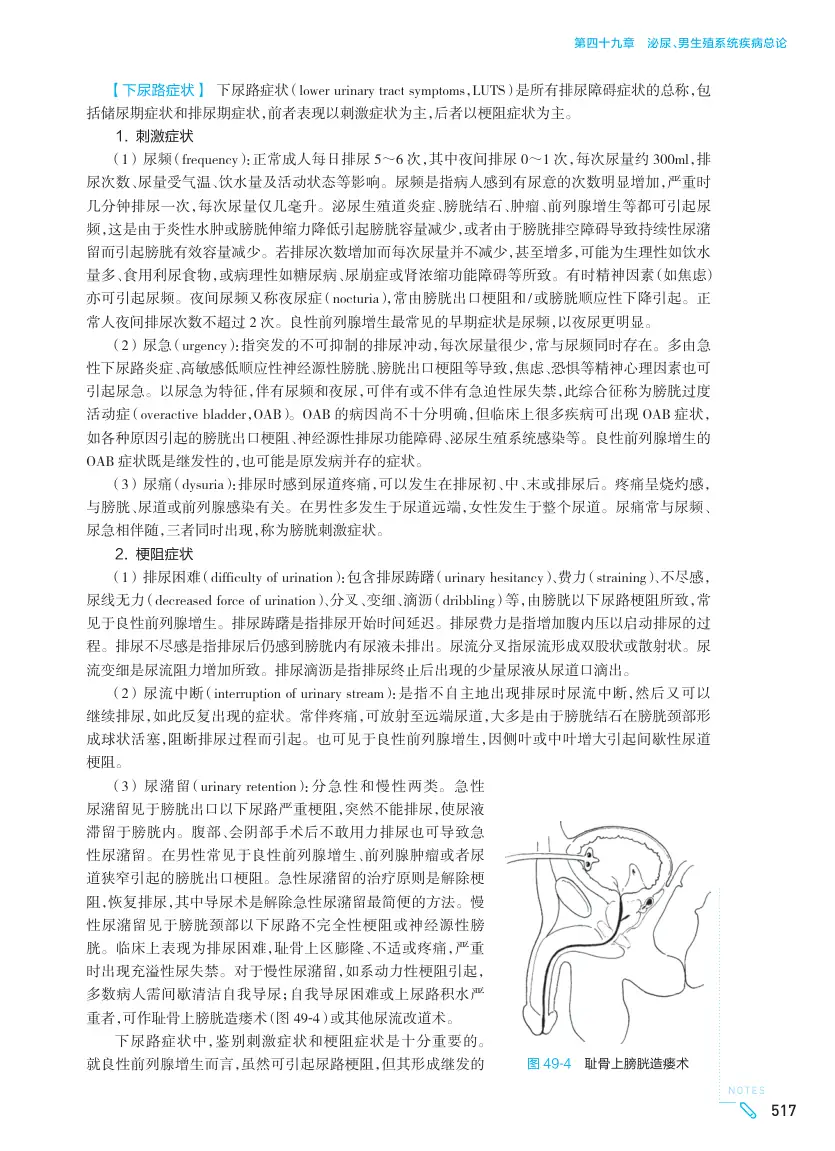 第四十九章 泌尿、男生殖系统疾病总论
【下尿路症状】 下尿路症状(lower urinary tract symptoms,LUTS)是所有排尿障碍症状的总称,包
括储尿期症状和排尿期症状,前者表现以刺激症状为主,后者以梗阻症状为主。
1. 刺激症状
(1)尿频(frequency):正常成人每日排尿 5～6 次,其中夜间排尿 0～1 次,每次尿量约 300ml,排
尿次数、尿量受气温、饮水量及活动状态等影响。尿频是指病人感到有尿意的次数明显增加,严重时
几分钟排尿一次,每次尿量仅几毫升。泌尿生殖道炎症、膀胱结石、肿瘤、前列腺增生等都可引起尿
频,这是由于炎性水肿或膀胱伸缩力降低引起膀胱容量减少,或者由于膀胱排空障碍导致持续性尿潴
留而引起膀胱有效容量减少。若排尿次数增加而每次尿量并不减少,甚至增多,可能为生理性如饮水
量多、食用利尿食物,或病理性如糖尿病、尿崩症或肾浓缩功能障碍等所致。有时精神因素(如焦虑)
亦可引起尿频。夜间尿频又称夜尿症(nocturia),常由膀胱出口梗阻和/或膀胱顺应性下降引起。正
常人夜间排尿次数不超过 2 次。良性前列腺增生最常见的早期症状是尿频,以夜尿更明显。
(2)尿急(urgency):指突发的不可抑制的排尿冲动,每次尿量很少,常与尿频同时存在。多由急
性下尿路炎症、高敏感低顺应性神经源性膀胱、膀胱出口梗阻等导致,焦虑、恐惧等精神心理因素也可
引起尿急。以尿急为特征,伴有尿频和夜尿,可伴有或不伴有急迫性尿失禁,此综合征称为膀胱过度
活动症(overactive bladder,OAB)。OAB 的病因尚不十分明确,但临床上很多疾病可出现 OAB 症状,
如各种原因引起的膀胱出口梗阻、神经源性排尿功能障碍、泌尿生殖系统感染等。良性前列腺增生的
OAB 症状既是继发性的,也可能是原发病并存的症状。
(3)尿痛(dysuria):排尿时感到尿道疼痛,可以发生在排尿初、中、末或排尿后。疼痛呈烧灼感,
与膀胱、尿道或前列腺感染有关。在男性多发生于尿道远端,女性发生于整个尿道。尿痛常与尿频、
尿急相伴随,三者同时出现,称为膀胱刺激症状。
2. 梗阻症状
(1)排尿困难(difficulty of urination):包含排尿踌躇(urinary hesitancy)、费力(straining)、不尽感,
尿线无力(decreased force of urination)、分叉、变细、滴沥(dribbling)等,由膀胱以下尿路梗阻所致,常
见于良性前列腺增生。排尿踌躇是指排尿开始时间延迟。排尿费力是指增加腹内压以启动排尿的过
程。排尿不尽感是指排尿后仍感到膀胱内有尿液未排出。尿流分叉指尿流形成双股状或散射状。尿
流变细是尿流阻力增加所致。排尿滴沥是指排尿终止后出现的少量尿液从尿道口滴出。
(2)尿流中断(interruption of urinary stream):是指不自主地出现排尿时尿流中断,然后又可以
继续排尿,如此反复出现的症状。常伴疼痛,可放射至远端尿道,大多是由于膀胱结石在膀胱颈部形
成球状活塞,阻断排尿过程而引起。也可见于良性前列腺增生,因侧叶或中叶增大引起间歇性尿道
梗阻。
(3)尿潴留(urinary retention):分急性和慢性两类。急性
尿潴留见于膀胱出口以下尿路严重梗阻,突然不能排尿,使尿液
滞留于膀胱内。腹部、会阴部手术后不敢用力排尿也可导致急
性尿潴留。在男性常见于良性前列腺增生、前列腺肿瘤或者尿
道狭窄引起的膀胱出口梗阻。急性尿潴留的治疗原则是解除梗
阻,恢复排尿,其中导尿术是解除急性尿潴留最简便的方法。慢
性尿潴留见于膀胱颈部以下尿路不完全性梗阻或神经源性膀
胱。临床上表现为排尿困难,耻骨上区膨隆、不适或疼痛,严重
时出现充溢性尿失禁。对于慢性尿潴留,如系动力性梗阻引起,
多数病人需间歇清洁自我导尿;自我导尿困难或上尿路积水严
重者,可作耻骨上膀胱造瘘术(图 49-4)或其他尿流改道术。
下尿路症状中,鉴别刺激症状和梗阻症状是十分重要的。
就良性前列腺增生而言,虽然可引起尿路梗阻,但其形成继发的
图 49-4 耻骨上膀胱造瘘术
NOTES
517